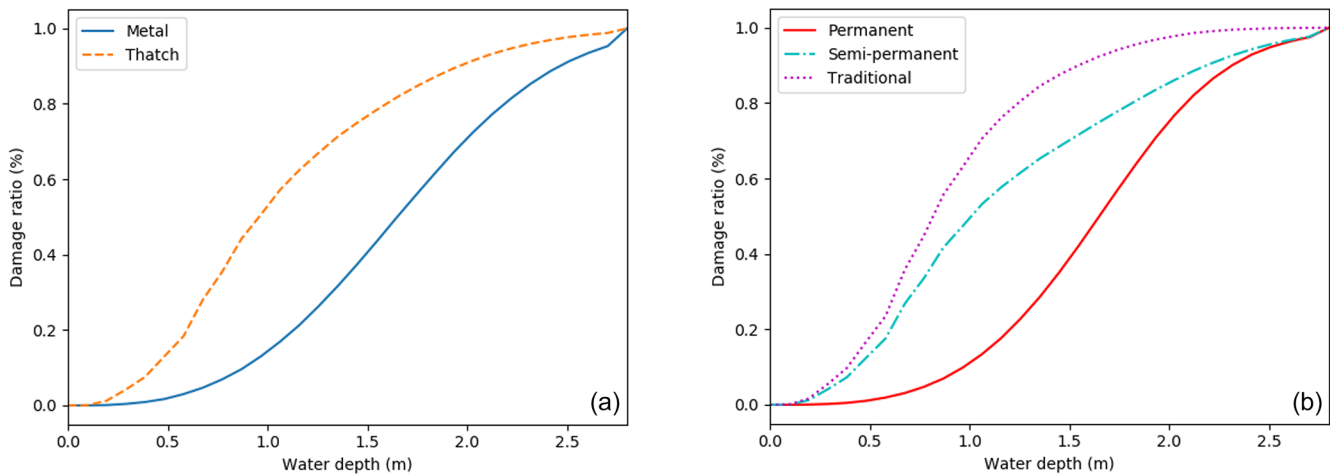 Metal
Thatch
Damage ratio (%)
1.0
0.8
0.6
0.4
0.2
0.0
0.0 0.5 1.0 1.5 2.0 2.5
Water depth (m)
(a)
Permanent
Semi-permanent
Traditional
Damage ratio (%)
1.0
0.8
0.6
0.4
0.2
0.0
0.0 0.5 1.0 1.5 2.0 2.5
Water depth (m)
(b)